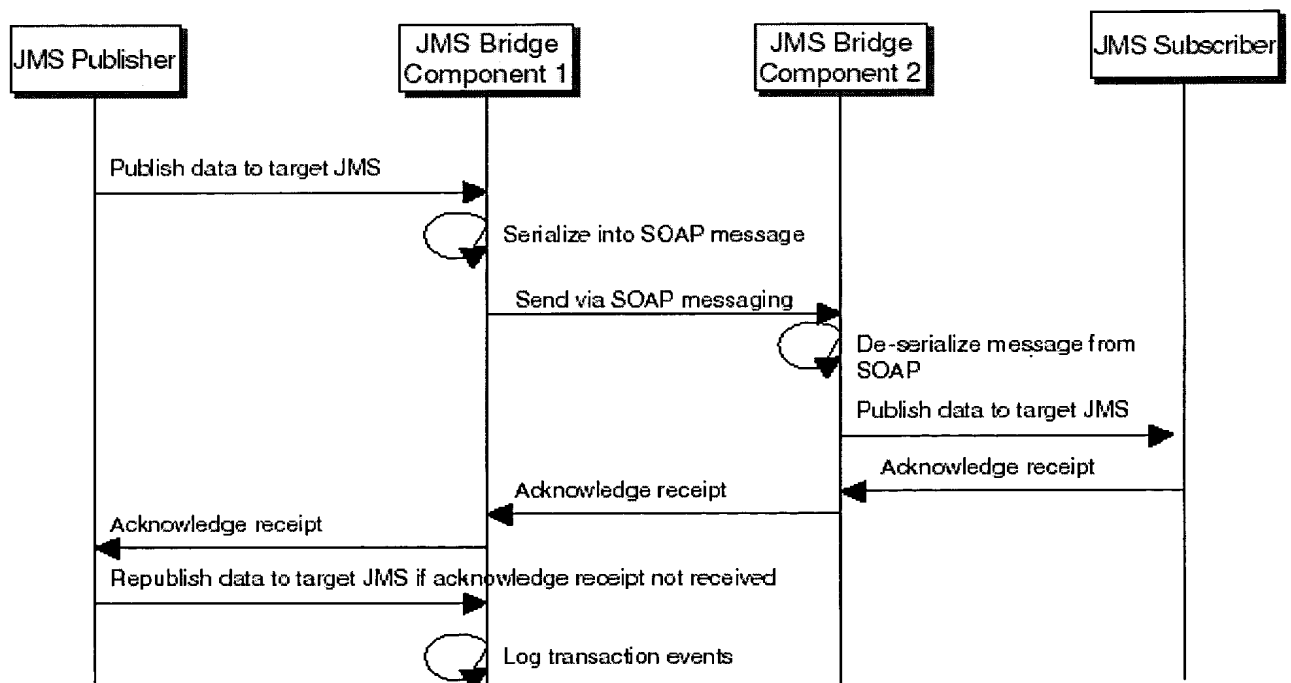 JMS Publisher
JMS Bridge
Component 1
JMS Bridge
Component 2
JMS Subscriber
Publish data to target JMS
Serialize into SOAP message
Send via SOAP messaging
De-serialize message from
SOAP
Publish data to target JMS
Acknowledge receipt
Acknowledge receipt
Acknowledge receipt
Republish data to target JMS if acknowledge receipt not received
Log transaction events